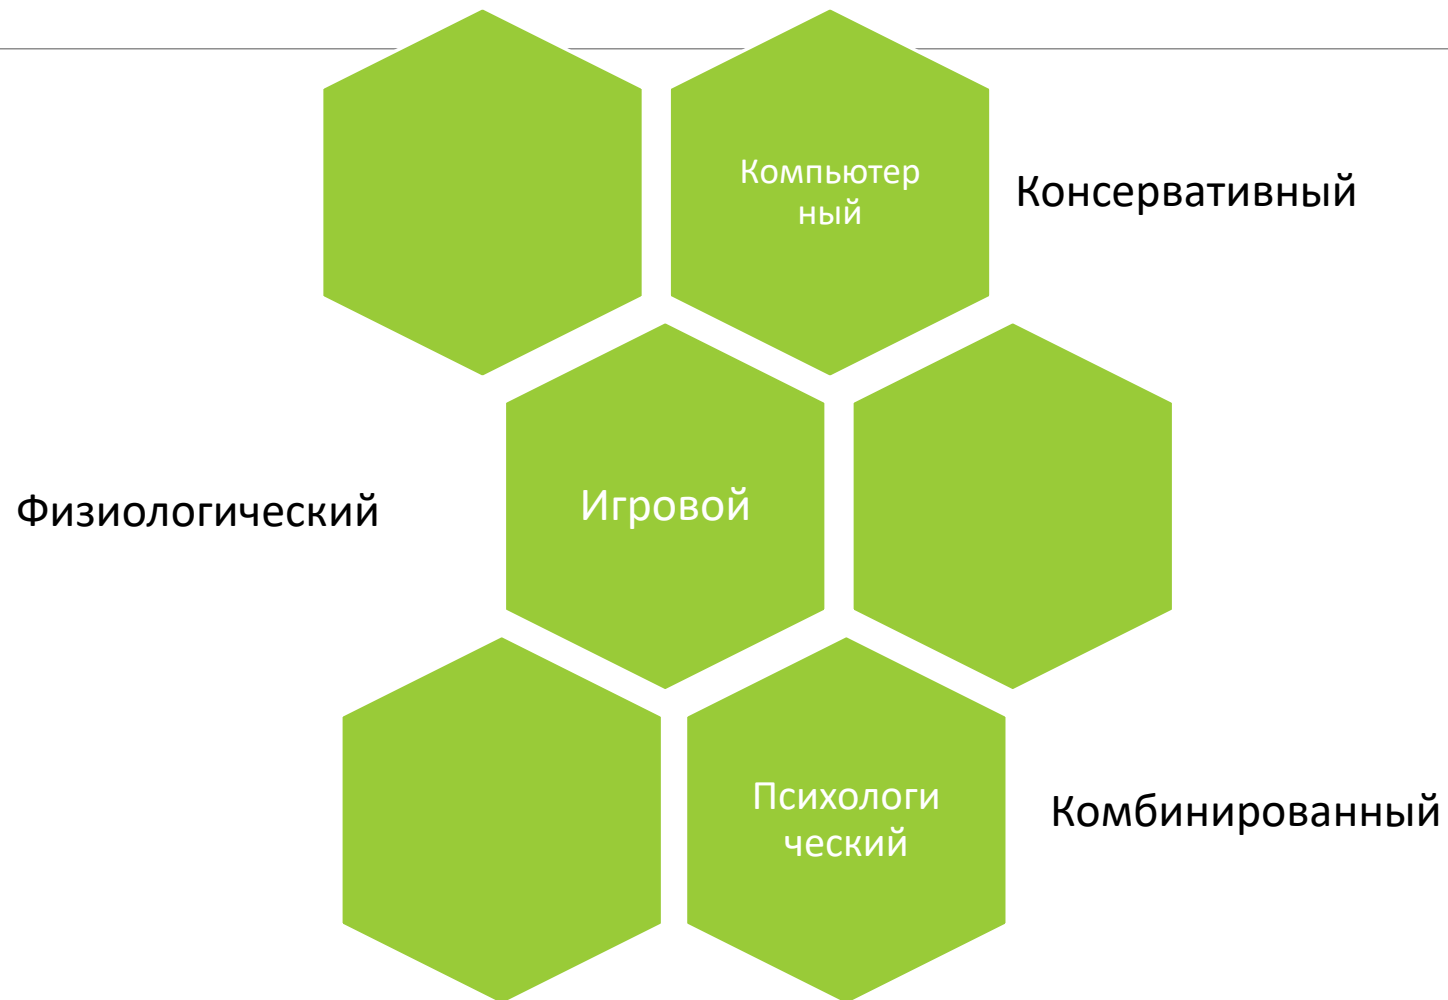 Компьютер
ный
Консервативный
Физиологический
Игровой
Психологи
ческий
Комбинированный